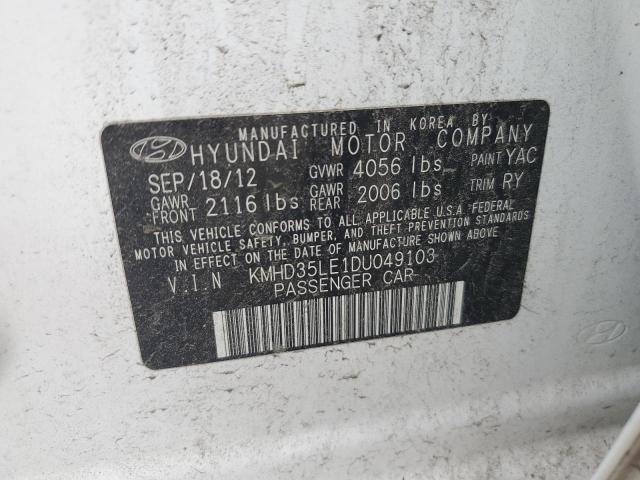 MANUFACTURED IN KOREA BY
HYUNDAI MOTOR COMPANY
SEP/18/12 GVWR 4056 lbs PAINT YAC
GAWR FRONT 2116 lbs GAWR REAR 2006 lbs TRIM RY
THIS VEHICLE CONFORMS TO ALL APPLICABLE U.S.A. FEDERAL
MOTOR VEHICLE SAFETY, BUMPER, AND THEFT PREVENTION
STANDARDS IN EFFECT ON THE DATE OF MANUFACTURE SHOWN ABOVE.
V.I.N KMHD35LE1DU049103
PASSENGER CAR